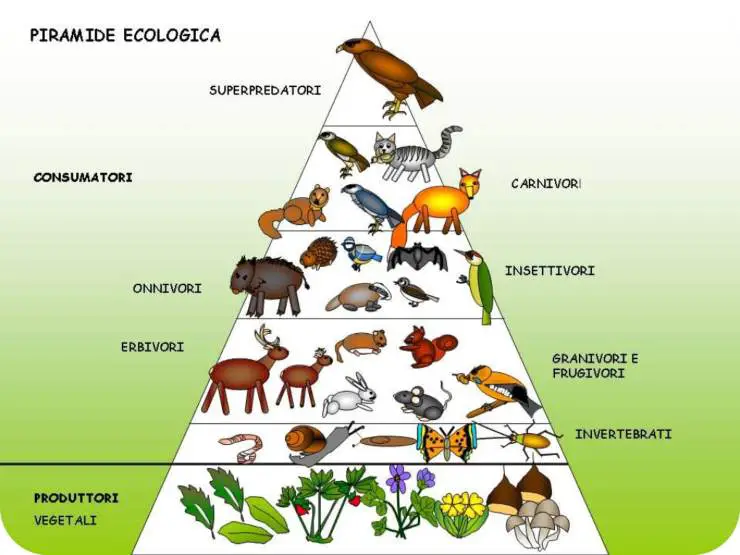 PIRAMIDE ECOLOGICA
SUPERPREDATORI
CONSUMATORI
CARNIVORI
INSETTIVORI
ONNIVORI
ERBIVORI
GRANIVORI E
FRUGIVORI
INVERTEBRATI
PRODUTTORI
VEGETALI